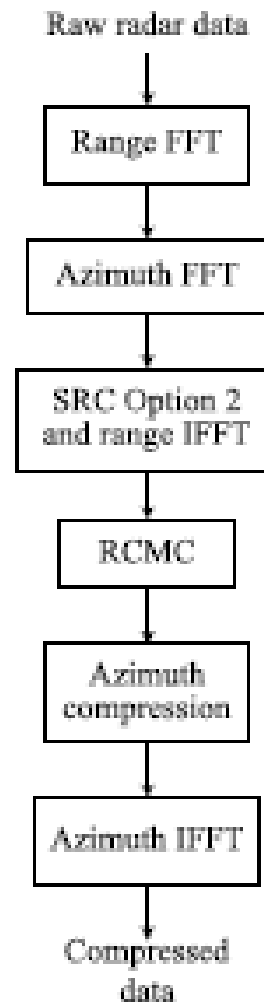 Raw radar data
Range FFT
Azimuth FFT
SRC Option 2
and range IFFT
RCMC
Azimuth
compression
Azimuth IFFT
Compressed
data